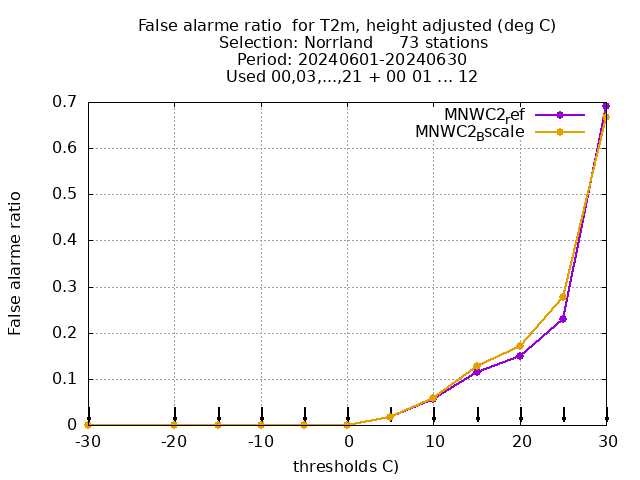 False alarme ratio  for T2m, height adjusted (deg C)
Selection: Norrland     73 stations
Period: 20240601-20240630
Used 00,03,...,21 + 00 01 ... 12
MNWC2ref
MNWC2Bscale
False alarme ratio
0.7
0.6
0.5
0.4
0.3
0.2
0.1
0
-30 -20 -10 0 10 20 30
thresholds C)